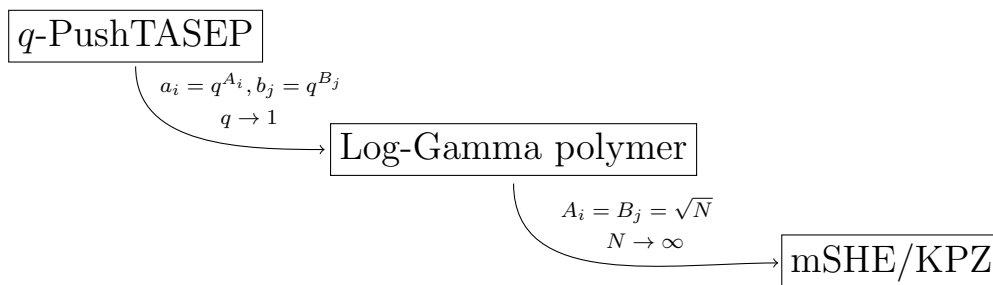 q-PushTASEP
a_i = q^{A_i}, b_j = q^{B_j}
q → 1
Log-Gamma polymer
A_i = B_j = √N
N → ∞
mSHE/KPZ